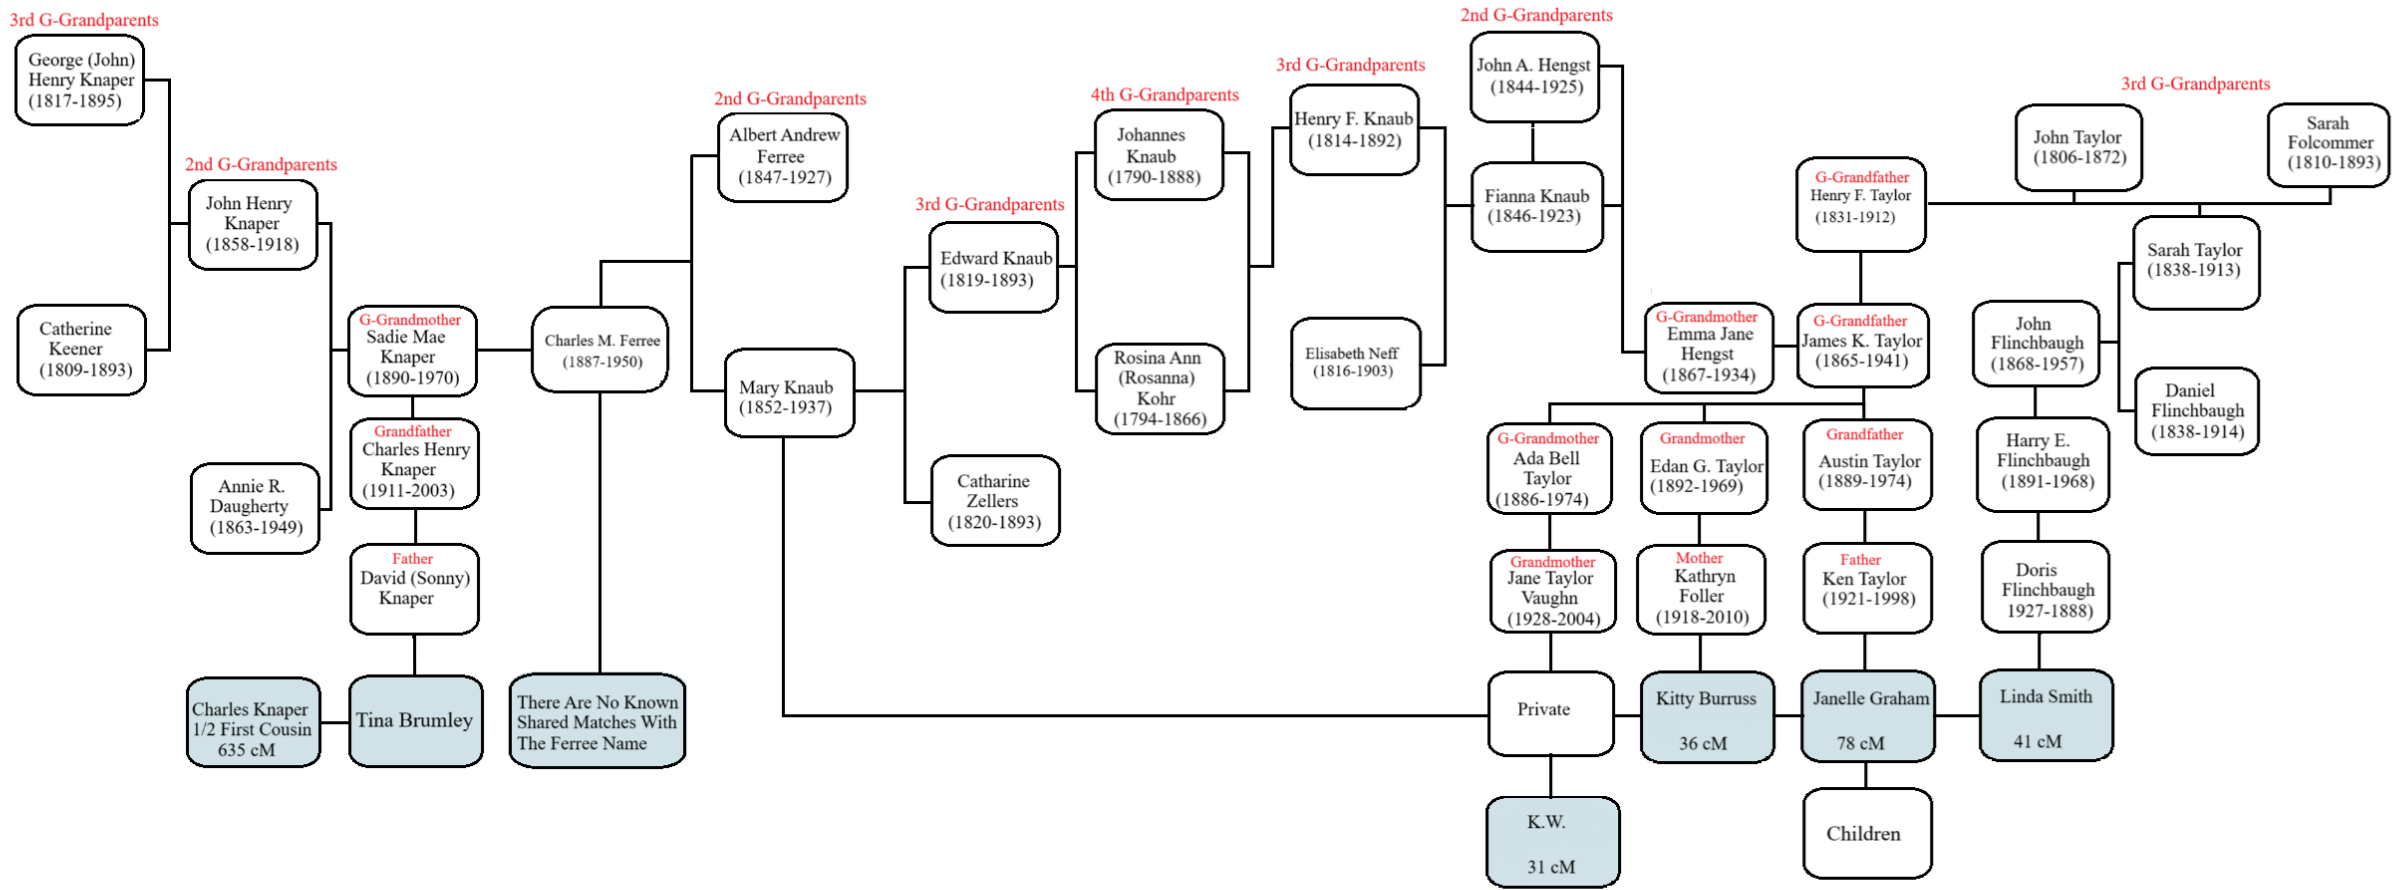 3rd G-Grandparents
George (John)
Henry Knaper
(1817-1895)
Catherine
Keener
(1809-1893)
2nd G-Grandparents
John Henry
Knaper
(1858-1918)
Annie R.
Daugherty
(1863-1949)
G-Grandmother
Sadie Mae
Knaper
(1890-1970)
Grandfather
Charles Henry
Knaper
(1911-2003)
Father
David (Sonny)
Knaper
Charles Knaper
1/2 First Cousin
635 cM
Tina Brumley
Charles M. Ferree
(1887-1950)
There Are No Known
Shared Matches With
The Ferree Name
2nd G-Grandparents
Albert Andrew
Ferree
(1847-1927)
Mary Knaub
(1852-1937)
3rd G-Grandparents
Edward Knaub
(1819-1893)
Catharine
Zellers
(1820-1893)
4th G-Grandparents
Johannes
Knaub
(1790-1888)
Rosina Ann
(Rosanna)
Kohr
(1794-1866)
3rd G-Grandparents
Henry F. Knaub
(1814-1892)
Elisabeth Neff
(1816-1903)
2nd G-Grandparents
John A. Hengst
(1844-1925)
Fianna Knaub
(1846-1923)
G-Grandmother
Emma Jane
Hengst
(1867-1934)
G-Grandfather
Henry F. Taylor
(1831-1912)
G-Grandfather
James K. Taylor
(1865-1941)
3rd G-Grandparents
John Taylor
(1806-1872)
Sarah
Folcommer
(1810-1893)
Sarah Taylor
(1838-1913)
John
Flinchbaugh
(1868-1957)
Daniel
Flinchbaugh
(1838-1914)
G-Grandmother
Ada Bell
Taylor
(1886-1974)
Grandmother
Edan G. Taylor
(1892-1969)
Grandfather
Austin Taylor
(1889-1974)
Harry E.
Flinchbaugh
(1891-1968)
Grandmother
Jane Taylor
Vaughn
(1928-2004)
Mother
Kathryn
Foller
(1918-2010)
Father
Ken Taylor
(1921-1998)
Doris
Flinchbaugh
1927-1888)
Private
Kitty Burruss
36 cM
Janelle Graham
78 cM
Linda Smith
41 cM
K.W.
31 cM
Children